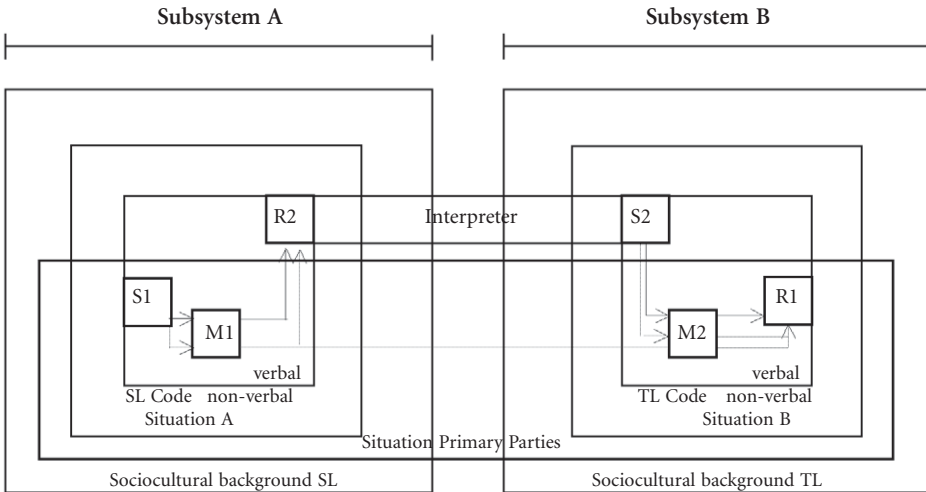 Subsystem A
Subsystem B
R2
Interpreter
S2
S1
R1
M1
M2
verbal
verbal
SL Code non-verbal
TL Code non-verbal
Situation A
Situation B
Situation Primary Parties
Sociocultural background SL
Sociocultural background TL